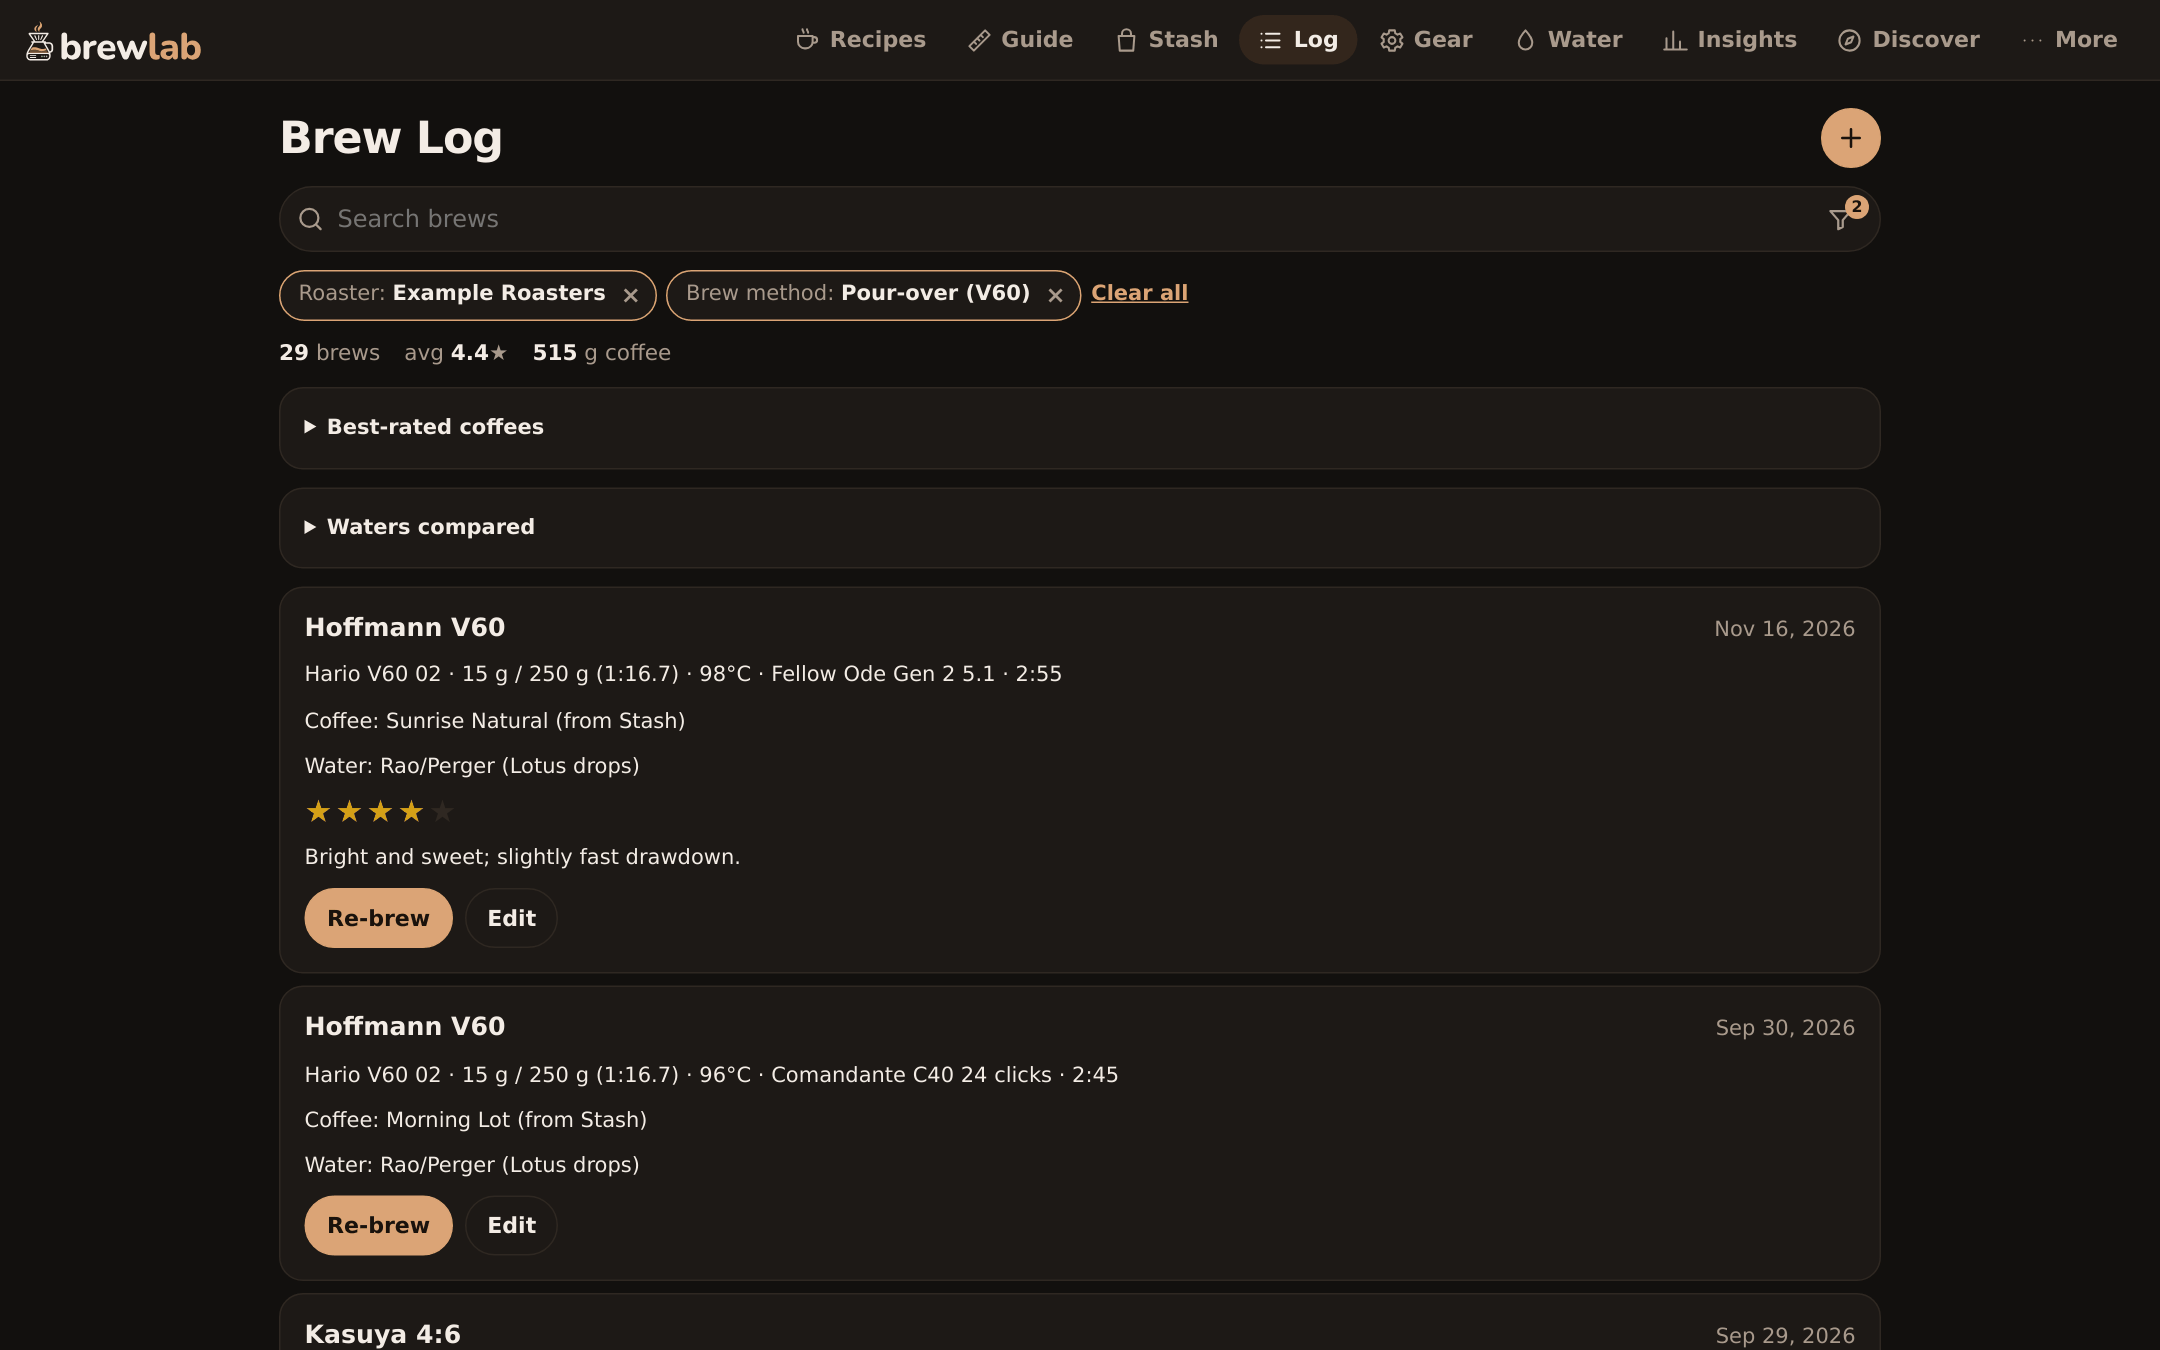 brewlab
Recipes Guide Stash Log Gear Water Insights Discover ··· More
Brew Log
+
Search brews
2
Roaster: Example Roasters × Brew method: Pour-over (V60) × Clear all
29 brews avg 4.4★ 515 g coffee
▶ Best-rated coffees
▶ Waters compared
Hoffmann V60 Nov 16, 2026
Hario V60 02 · 15 g / 250 g (1:16.7) · 98°C · Fellow Ode Gen 2 5.1 · 2:55
Coffee: Sunrise Natural (from Stash)
Water: Rao/Perger (Lotus drops)
★★★★★
Bright and sweet; slightly fast drawdown.
Re-brew Edit
Hoffmann V60 Sep 30, 2026
Hario V60 02 · 15 g / 250 g (1:16.7) · 96°C · Comandante C40 24 clicks · 2:45
Coffee: Morning Lot (from Stash)
Water: Rao/Perger (Lotus drops)
Re-brew Edit
Kasuya 4:6 Sep 29, 2026